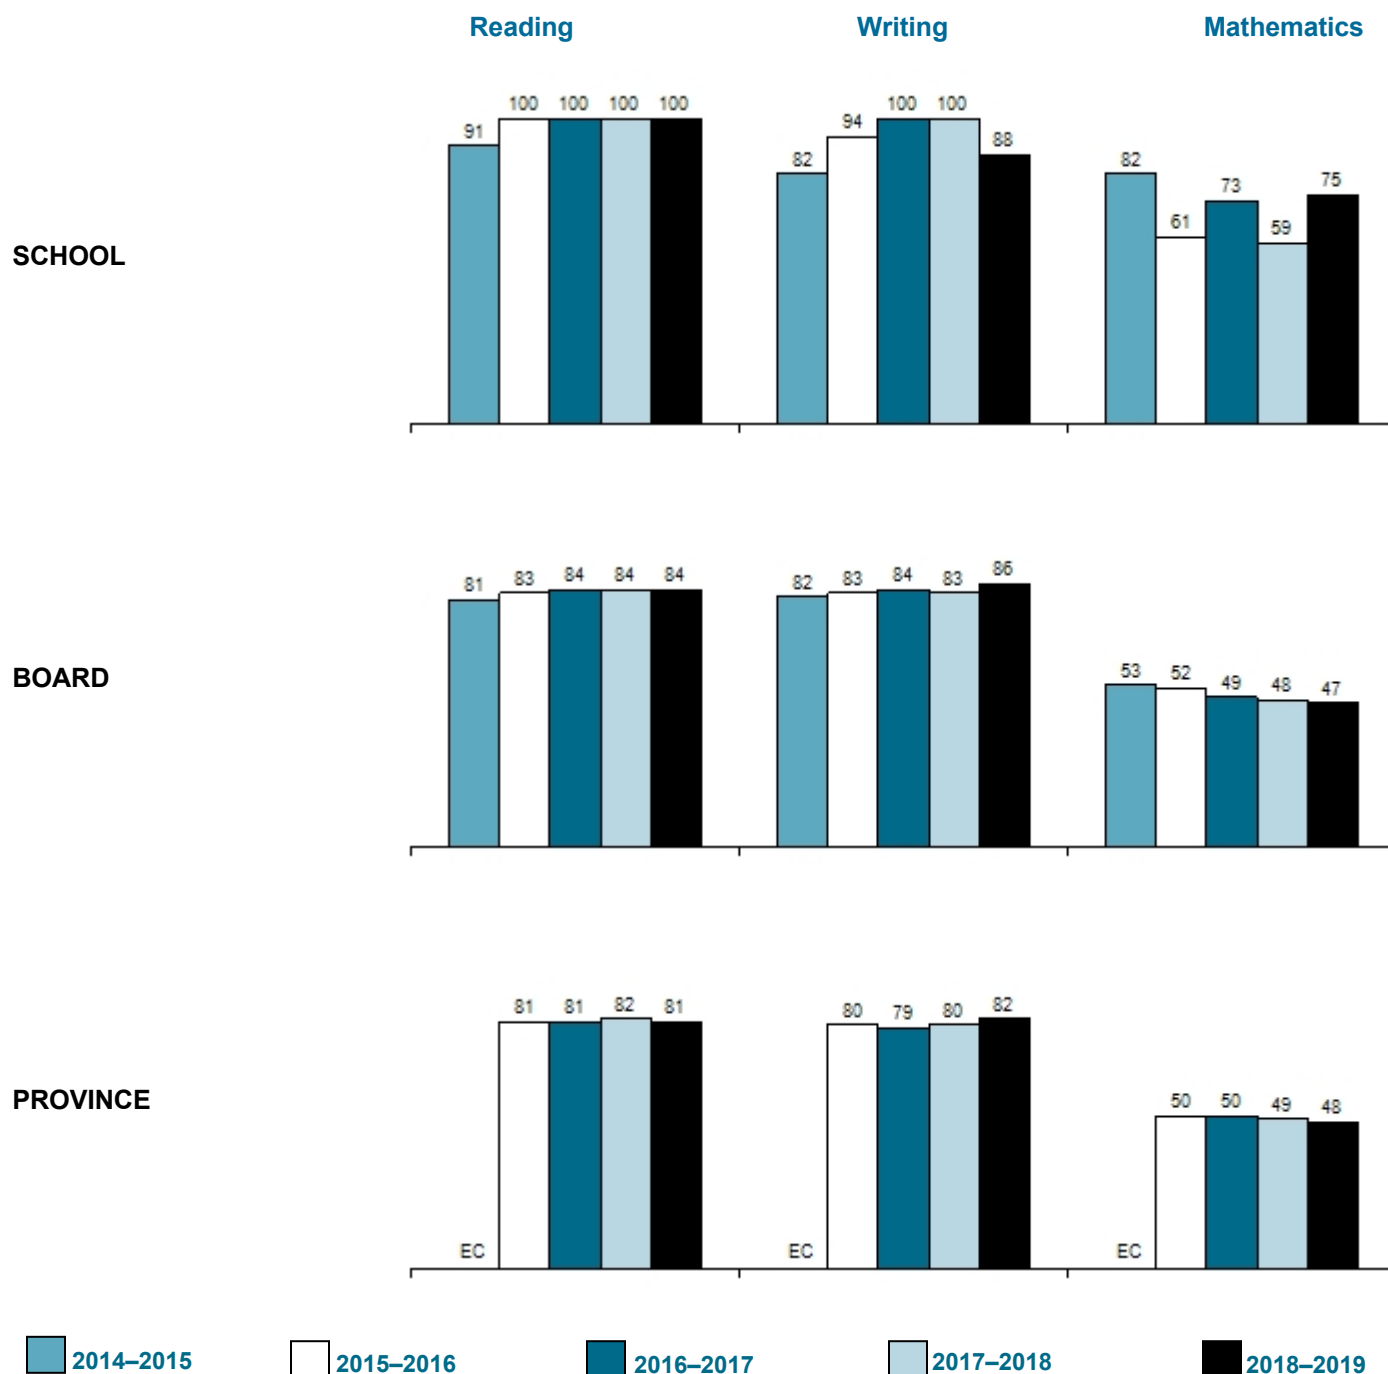 Reading Writing Mathematics
91 100 100 100 100 82 94 100 100 88 82 61 73 59 75
SCHOOL
81 83 84 84 84 82 83 84 83 86 53 52 49 48 47
BOARD
EC 81 81 82 81 EC 80 79 80 82 EC 50 50 49 48
PROVINCE
2014–2015 2015–2016 2016–2017 2017–2018 2018–2019